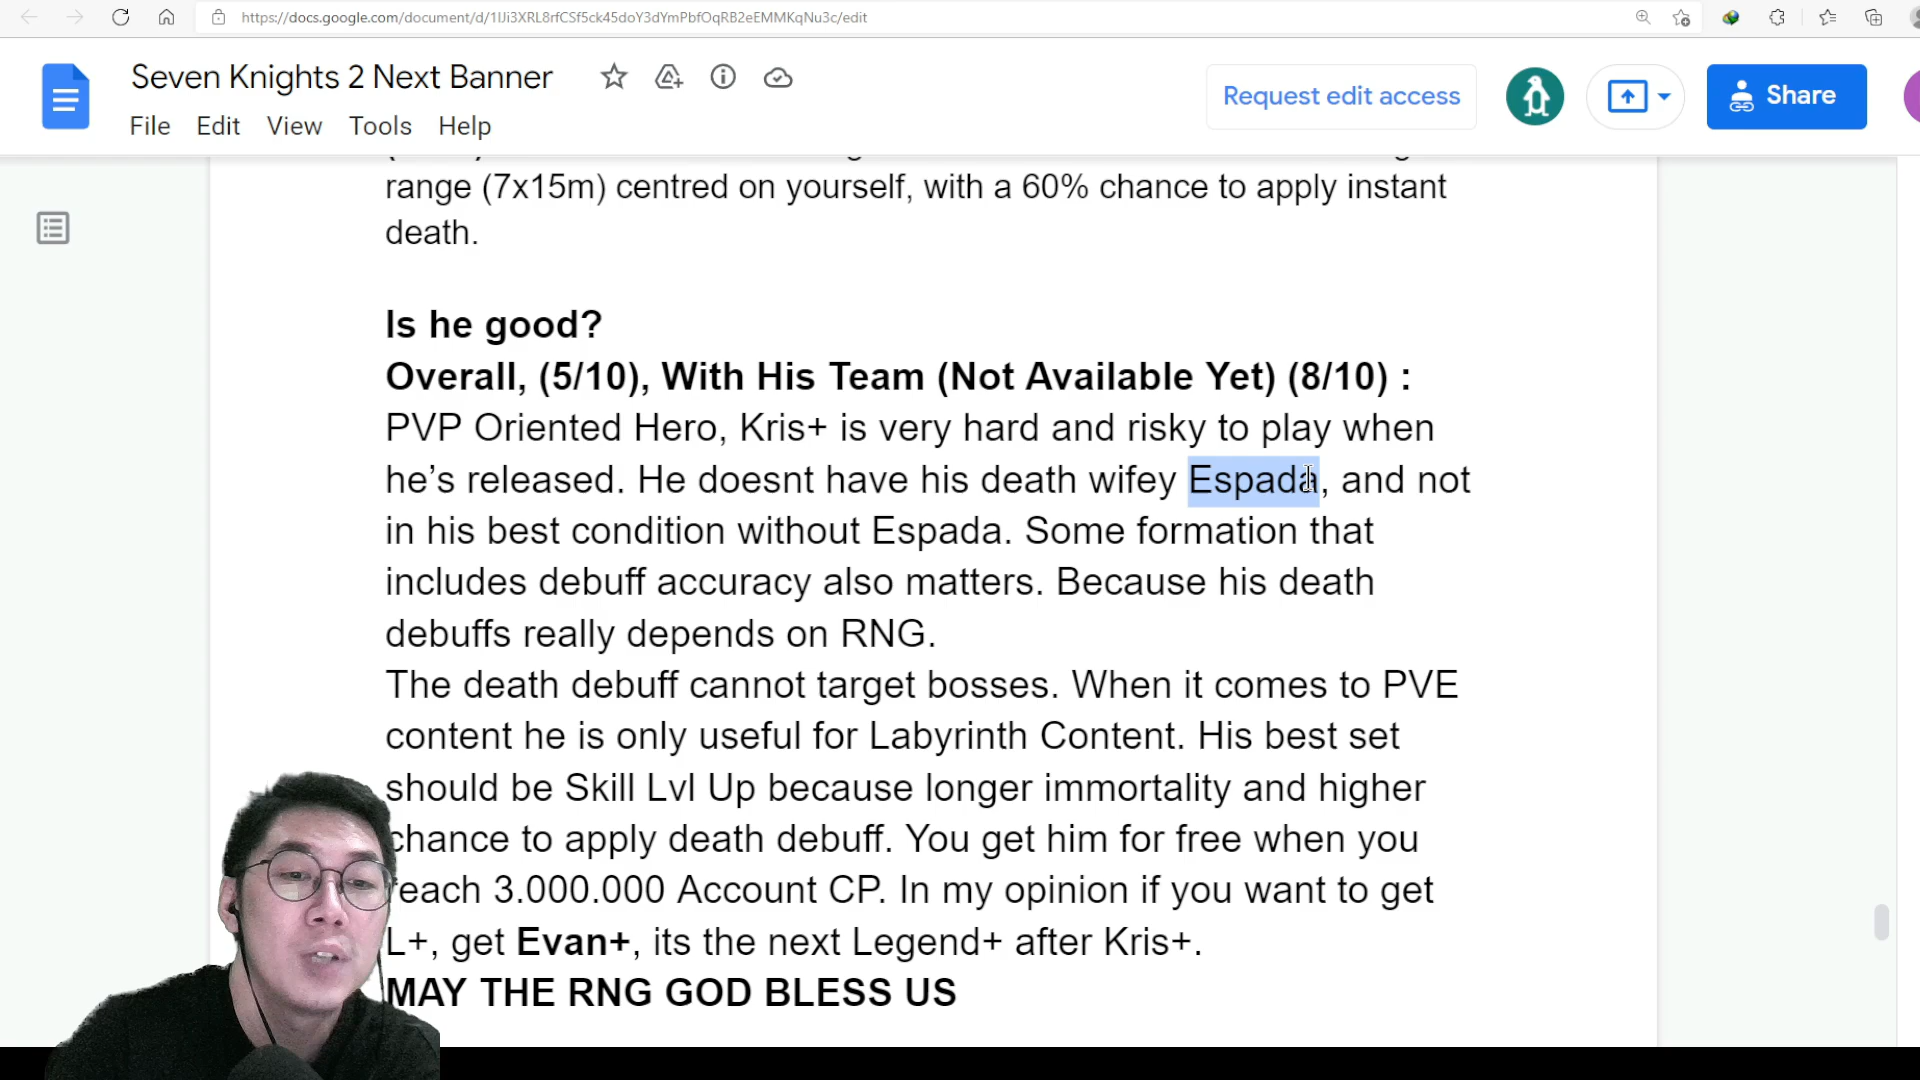 https://docs.google.com/document/d/1IJi3XRL8rfCSf5ck45doY3dYmPbfOqRB2eEMMKqNu3c/edit
Seven Knights 2 Next Banner
File Edit View Tools Help
Request edit access
Share
range (7x15m) centred on yourself, with a 60% chance to apply instant
death.
Is he good?
Overall, (5/10), With His Team (Not Available Yet) (8/10) :
PVP Oriented Hero, Kris+ is very hard and risky to play when
he’s released. He doesnt have his death wifey Espada, and not
in his best condition without Espada. Some formation that
includes debuff accuracy also matters. Because his death
debuffs really depends on RNG.
The death debuff cannot target bosses. When it comes to PVE
content he is only useful for Labyrinth Content. His best set
should be Skill Lvl Up because longer immortality and higher
chance to apply death debuff. You get him for free when you
reach 3.000.000 Account CP. In my opinion if you want to get
L+, get Evan+, its the next Legend+ after Kris+.
MAY THE RNG GOD BLESS US